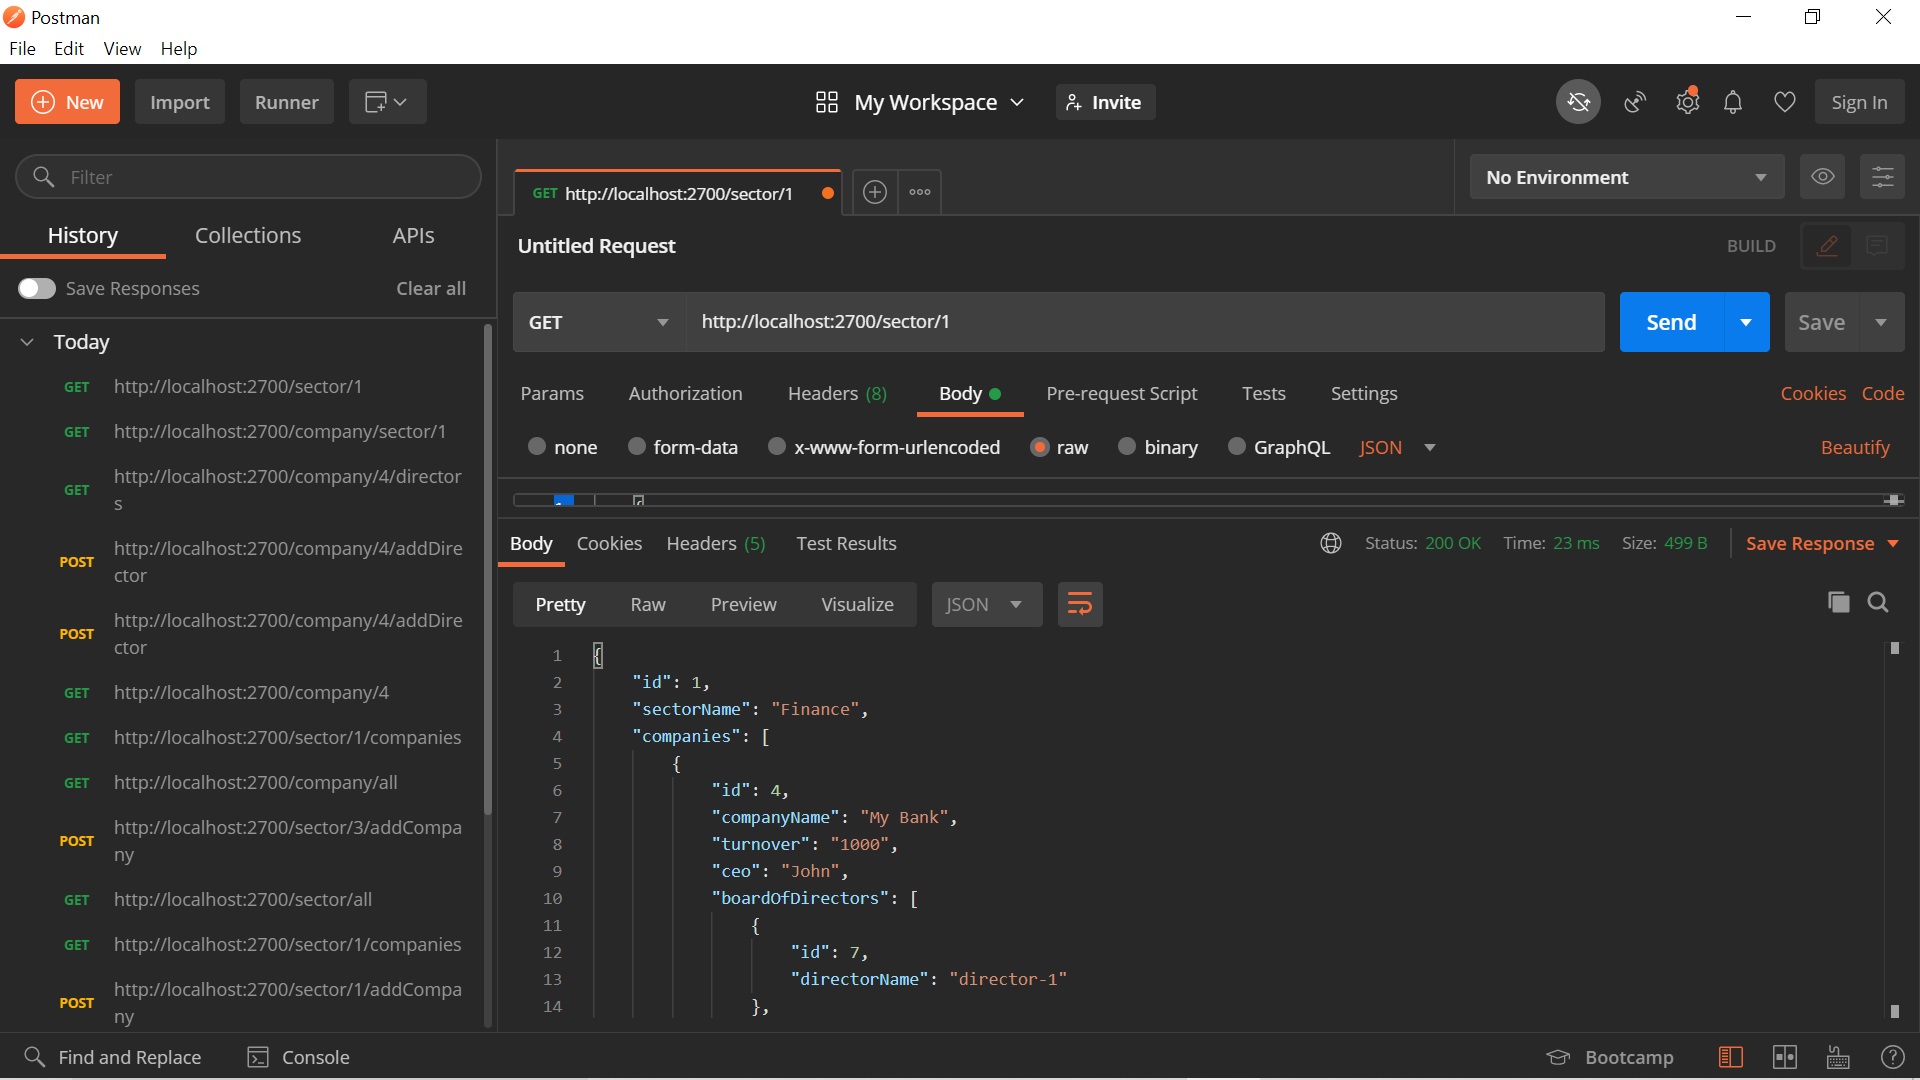 Postman
File Edit View Help
New Import Runner My Workspace Invite Sign In
Filter
History Collections APIs
Save Responses Clear all
Today
GET http://localhost:2700/sector/1
GET http://localhost:2700/company/sector/1
GET http://localhost:2700/company/4/director
s
POST http://localhost:2700/company/4/addDire
ctor
POST http://localhost:2700/company/4/addDire
ctor
GET http://localhost:2700/company/4
GET http://localhost:2700/sector/1/companies
GET http://localhost:2700/company/all
POST http://localhost:2700/sector/3/addCompa
ny
GET http://localhost:2700/sector/all
GET http://localhost:2700/sector/1/companies
POST http://localhost:2700/sector/1/addCompa
ny
GET http://localhost:2700/sector/1
No Environment
Untitled Request BUILD
GET http://localhost:2700/sector/1 Send Save
Params Authorization Headers (8) Body Pre-request Script Tests Settings Cookies Code
none form-data x-www-form-urlencoded raw binary GraphQL JSON Beautify
Body Cookies Headers (5) Test Results Status: 200 OK Time: 23 ms Size: 499 B Save Response
Pretty Raw Preview Visualize JSON
1 {
2 "id": 1,
3 "sectorName": "Finance",
4 "companies": [
5 {
6 "id": 4,
7 "companyName": "My Bank",
8 "turnover": "1000",
9 "ceo": "John",
10 "boardOfDirectors": [
11 {
12 "id": 7,
13 "directorName": "director-1"
14 },
Find and Replace Console Bootcamp